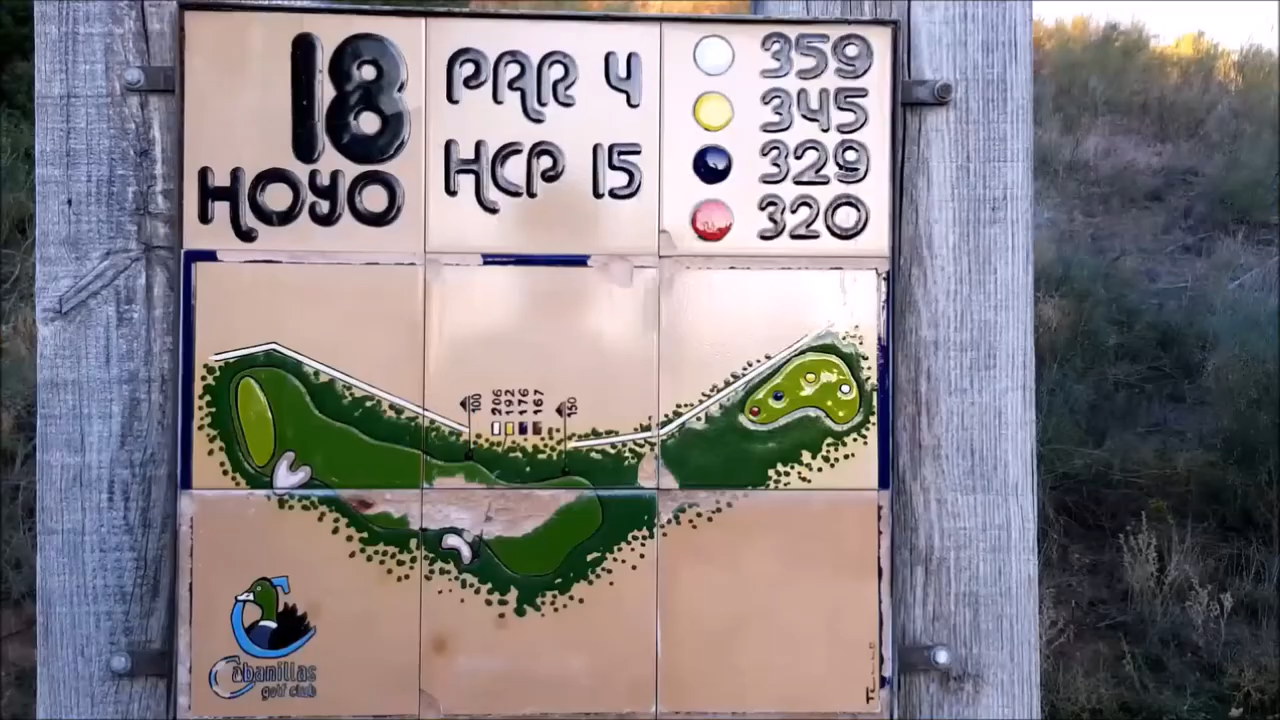 18
HOYO
PAR 4
HCP 15
359
345
329
320
100
206
192
176
167
150
Cabanillas
golf club